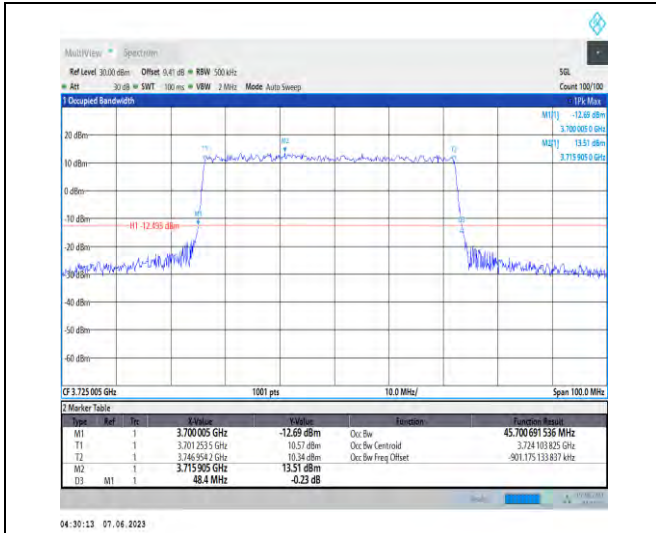 MultiView Spectrum
Ref Level 30.00 dBm Offset 9.41 dB RBW 500 kHz SGL
Att 30 dB SWT 100 ms VBW 2 MHz Mode Auto Sweep Count 100/100
1 Occupied Bandwidth 1Pk Max
M1[1] -12.69 dBm
3.700 005 0 GHz
20 dBm M2[1] 13.51 dBm
3.715 905 0 GHz
T1 M2 T2
10 dBm
0 dBm
-10 dBm
H1 -12.495 dBm
-20 dBm
-30 dBm
-40 dBm
-50 dBm
-60 dBm
CF 3.725 005 GHz 1001 pts 10.0 MHz/ Span 100.0 MHz
2 Marker Table
Type Ref Trc X-Value Y-Value Function Function Result
M1 1 3.700 005 GHz -12.69 dBm Occ Bw 45.700 691 536 MHz
T1 1 3.701 253 5 GHz 10.57 dBm Occ Bw Centroid 3.724 103 825 GHz
T2 1 3.746 954 2 GHz 10.34 dBm Occ Bw Freq Offset -901.175 133 837 kHz
M2 1 3.715 905 GHz 13.51 dBm
D3 M1 1 48.4 MHz -0.23 dB
04:30:13 07.06.2023